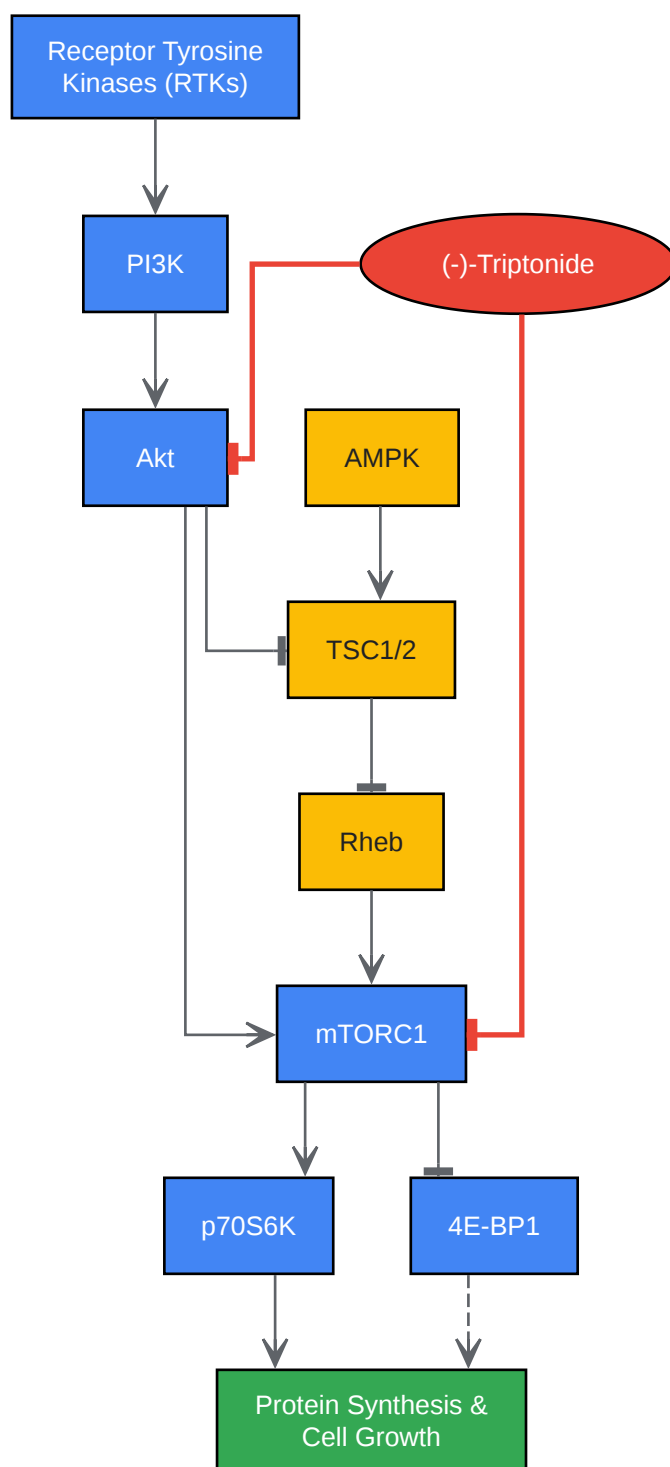 Receptor Tyrosine
Kinases (RTKs)
PI3K
(-)-Triptonide
Akt
AMPK
TSC1/2
Rheb
mTORC1
p70S6K
4E-BP1
Protein Synthesis &
Cell Growth